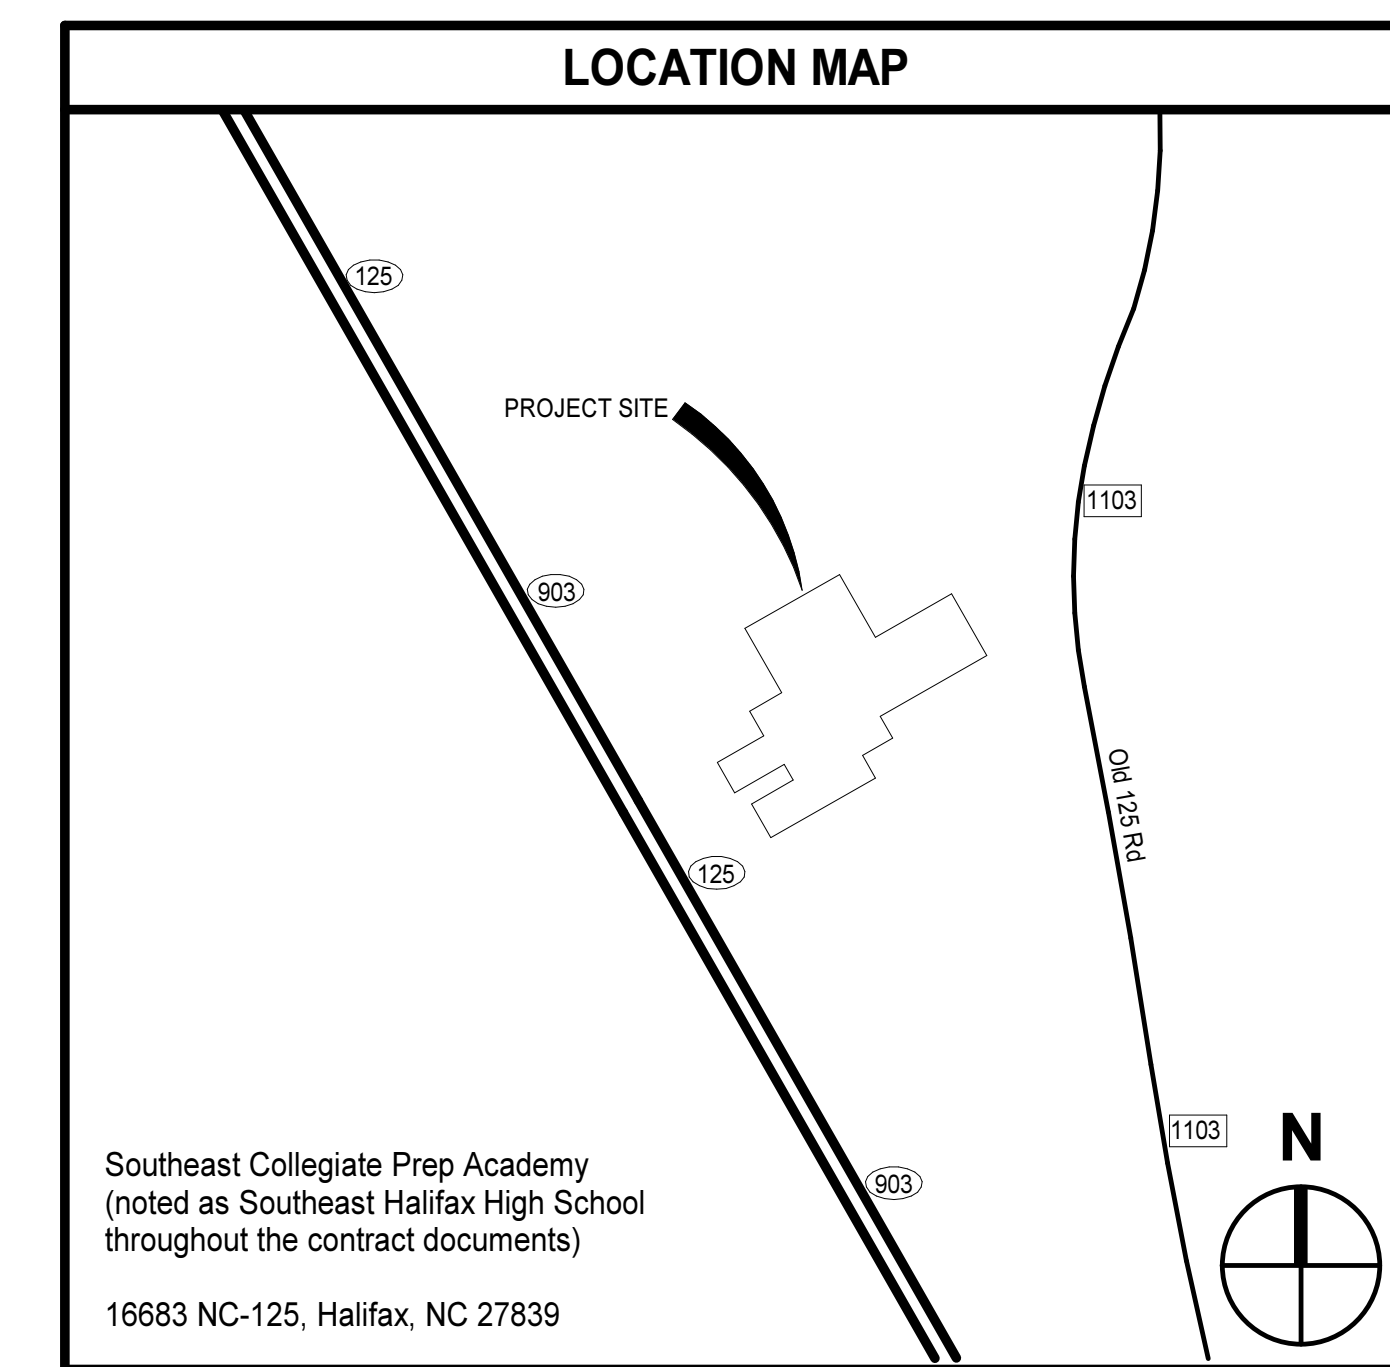 LOCATION MAP
125
PROJECT SITE
1103
903
Old 125 Rd
125
1103
N
903
Southeast Collegiate Prep Academy
(noted as Southeast Halifax High School
throughout the contract documents)
16683 NC-125, Halifax, NC 27839